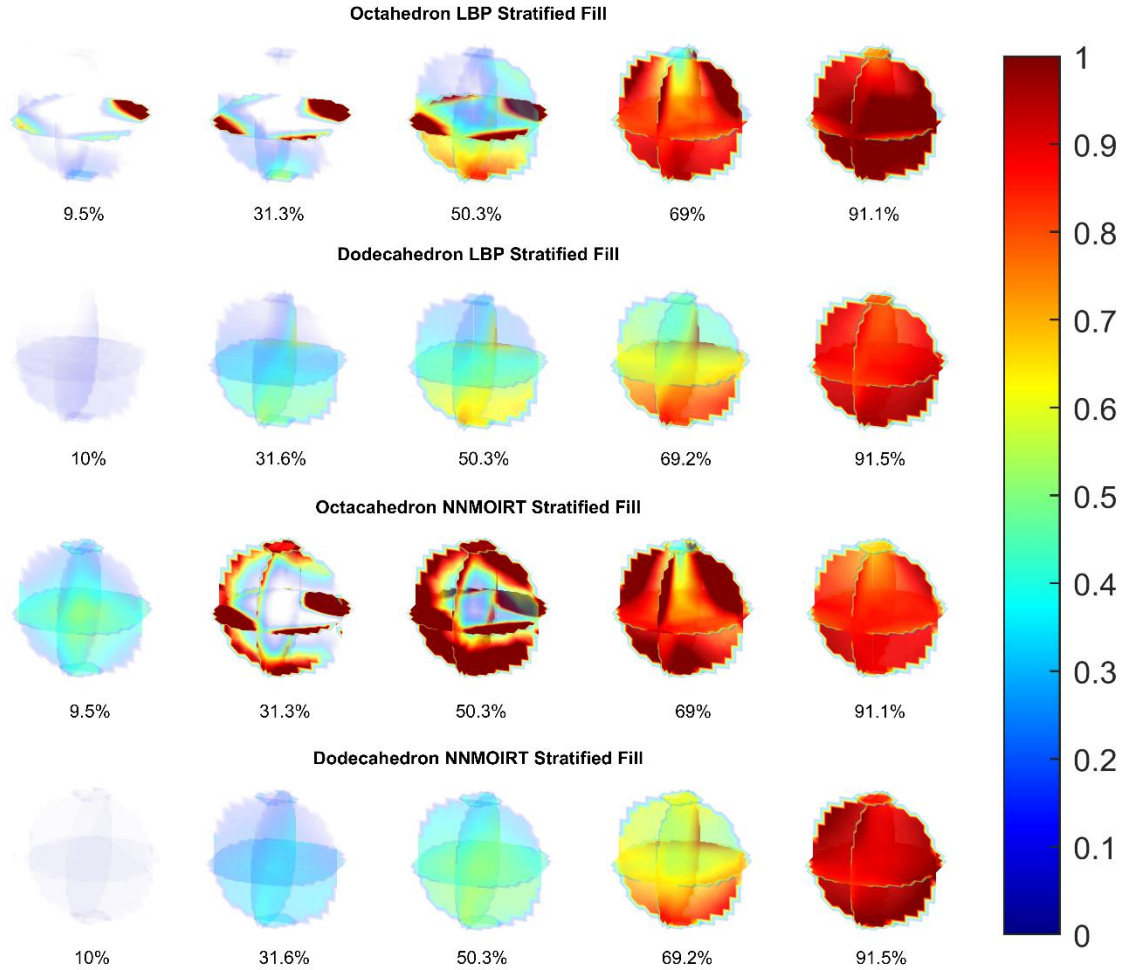 Octahedron LBP Stratified Fill
9.5% 31.3% 50.3% 69% 91.1%
Dodecahedron LBP Stratified Fill
10% 31.6% 50.3% 69.2% 91.5%
Octacahedron NNMOIRT Stratified Fill
9.5% 31.3% 50.3% 69% 91.1%
Dodecahedron NNMOIRT Stratified Fill
10% 31.6% 50.3% 69.2% 91.5%
1
0.9
0.8
0.7
0.6
0.5
0.4
0.3
0.2
0.1
0